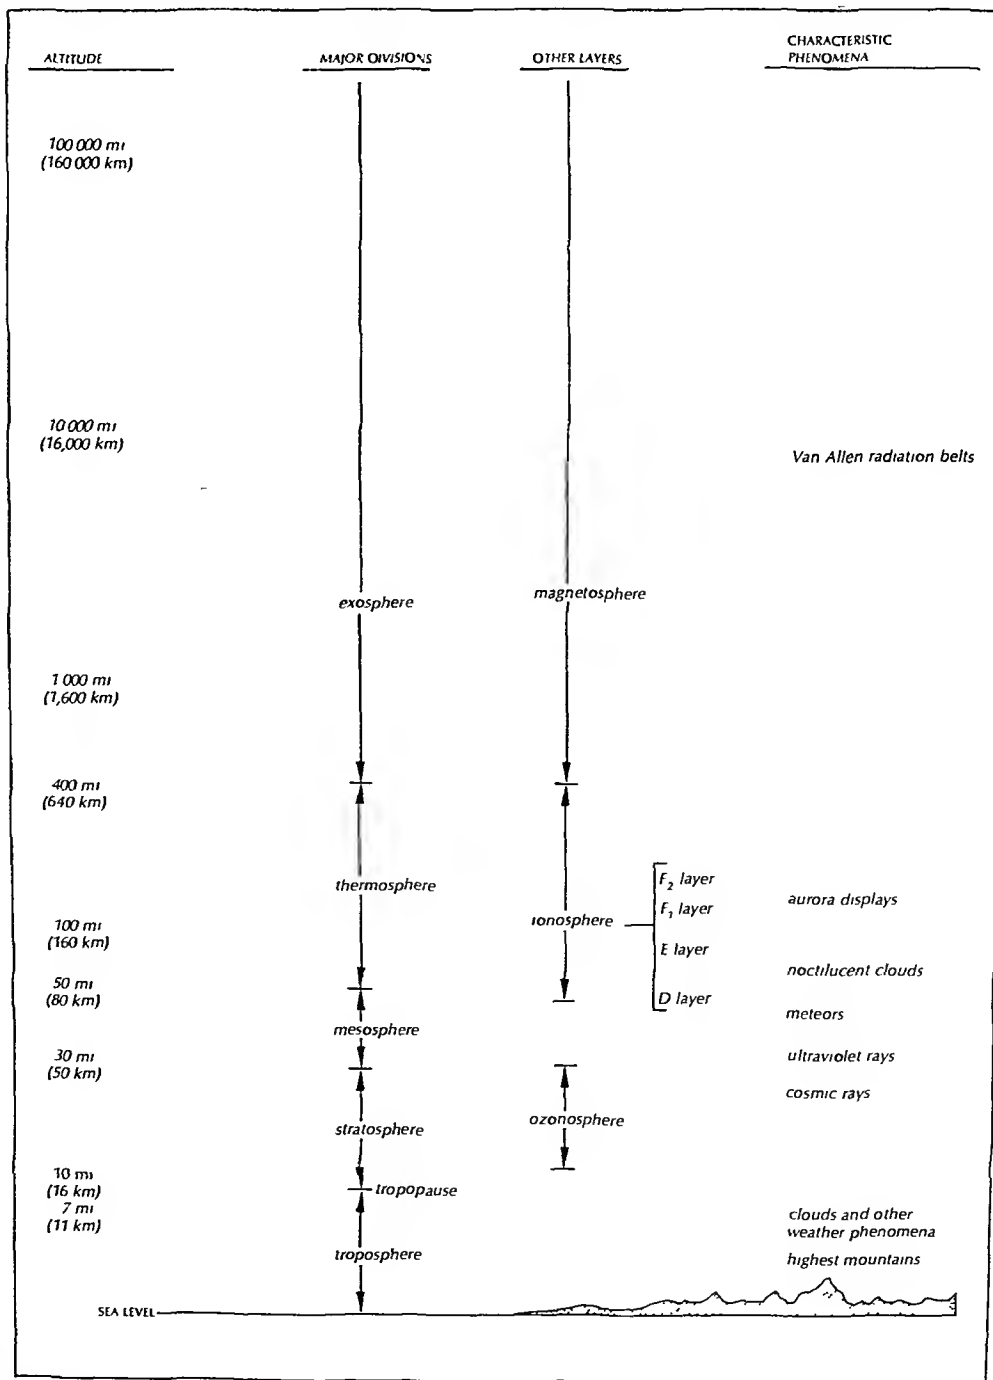 ALTITUDE
MAJOR DIVISIONS
OTHER LAYERS
CHARACTERISTIC
PHENOMENA
100 000 mi
(160 000 km)
10 000 mi
(16,000 km)
Van Allen radiation belts
exosphere
magnetosphere
1 000 mi
(1,600 km)
400 mi
(640 km)
thermosphere
ionosphere
F₂ layer
F₁ layer
E layer
D layer
aurora displays
100 mi
(160 km)
noctilucent clouds
50 mi
(80 km)
meteors
mesosphere
30 mi
(50 km)
ultraviolet rays
cosmic rays
stratosphere
ozonosphere
10 mi
(16 km)
tropopause
7 mi
(11 km)
clouds and other
weather phenomena
troposphere
highest mountains
SEA LEVEL